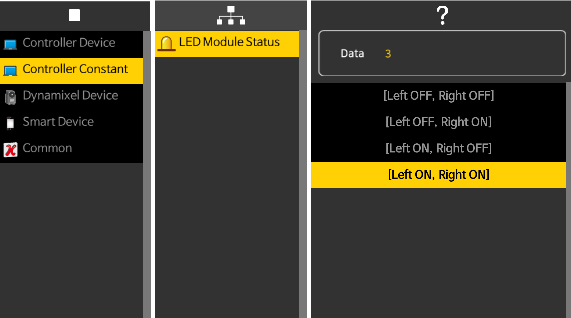 ?
Controller Device
Controller Constant
Dynamixel Device
Smart Device
Common
LED Module Status
Data 3
[Left OFF, Right OFF]
[Left OFF, Right ON]
[Left ON, Right OFF]
[Left ON, Right ON]